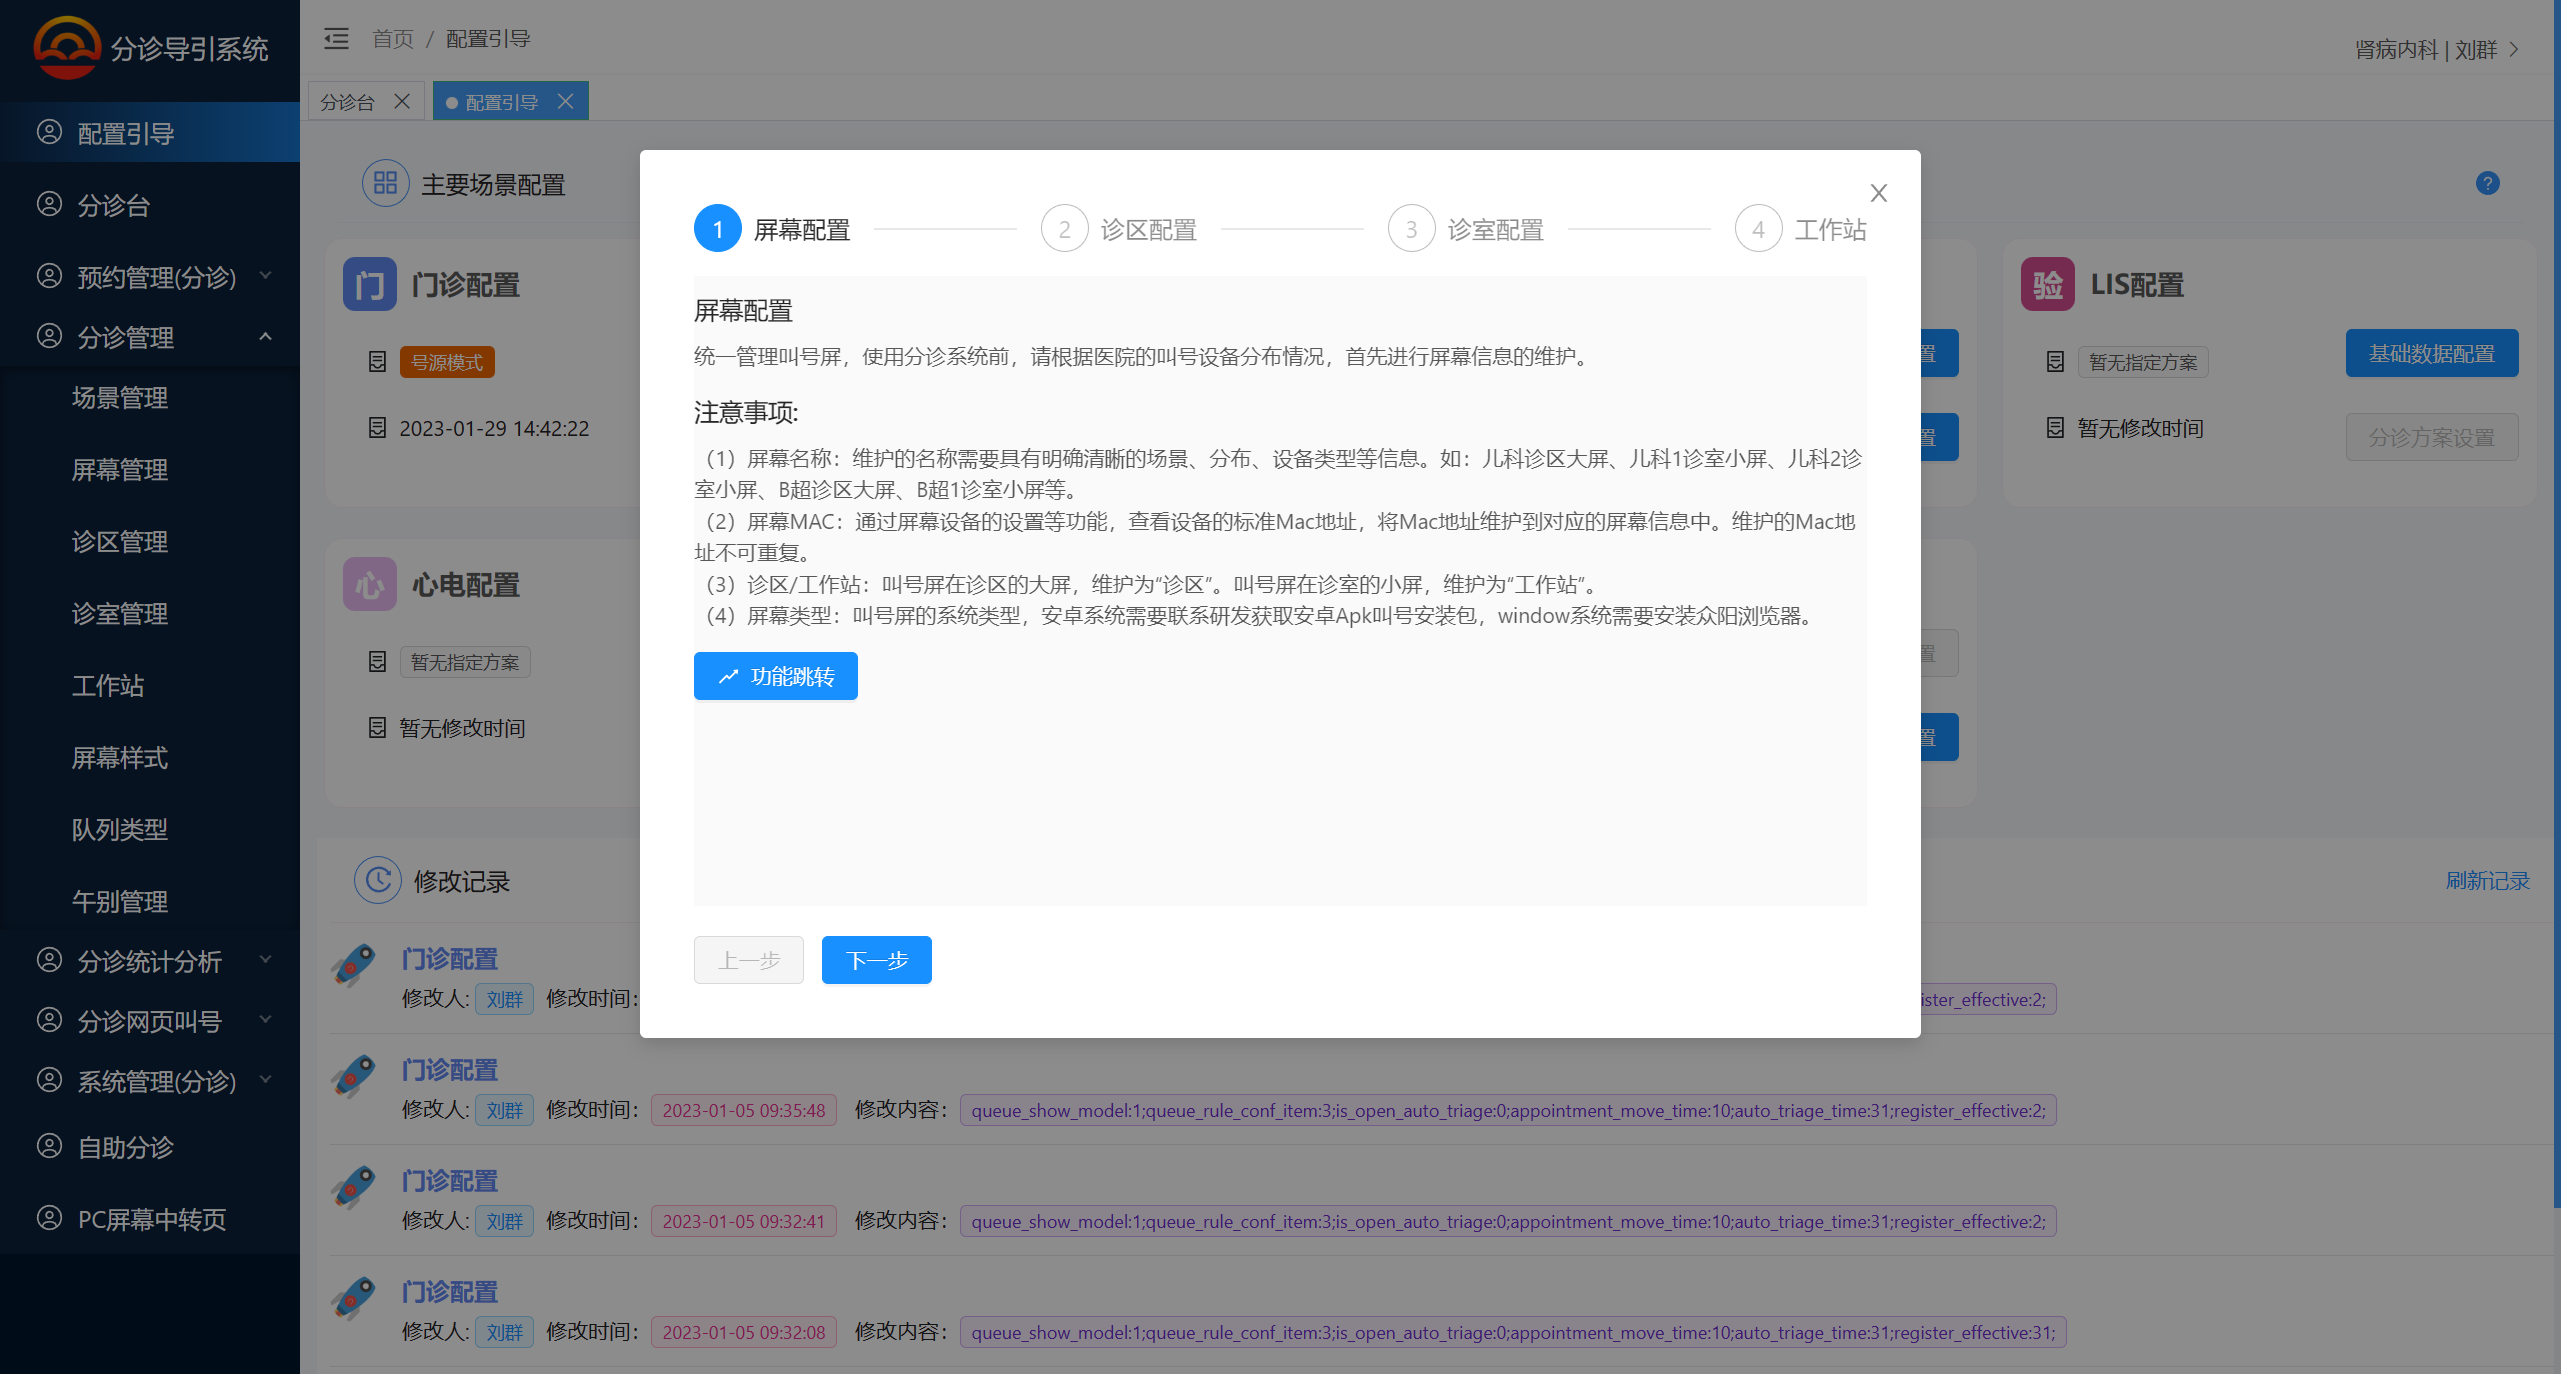 分诊导引系统
首页 / 配置引导
肾病内科 | 刘群
分诊台
配置引导
配置引导
分诊台
预约管理(分诊)
分诊管理
场景管理
屏幕管理
诊区管理
诊室管理
工作站
屏幕样式
队列类型
午别管理
分诊统计分析
分诊网页叫号
系统管理(分诊)
自助分诊
PC屏幕中转页
主要场景配置
?
门 门诊配置
号源模式
2023-01-29 14:42:22
置
置
验 LIS配置
暂无指定方案
基础数据配置
暂无修改时间
分诊方案设置
心 心电配置
暂无指定方案
暂无修改时间
置
置
1 屏幕配置
2 诊区配置
3 诊室配置
4 工作站
屏幕配置
统一管理叫号屏，使用分诊系统前，请根据医院的叫号设备分布情况，首先进行屏幕信息的维护。
注意事项:
（1）屏幕名称：维护的名称需要具有明确清晰的场景、分布、设备类型等信息。如：儿科诊区大屏、儿科1诊室小屏、儿科2诊
室小屏、B超诊区大屏、B超1诊室小屏等。
（2）屏幕MAC：通过屏幕设备的设置等功能，查看设备的标准Mac地址，将Mac地址维护到对应的屏幕信息中。维护的Mac地
址不可重复。
（3）诊区/工作站：叫号屏在诊区的大屏，维护为“诊区”。叫号屏在诊室的小屏，维护为“工作站”。
（4）屏幕类型：叫号屏的系统类型，安卓系统需要联系研发获取安卓Apk叫号安装包，window系统需要安装众阳浏览器。
功能跳转
上一步
下一步
修改记录
刷新记录
门诊配置
修改人: 刘群 修改时间: ister_effective:2;
门诊配置
修改人: 刘群 修改时间: 2023-01-05 09:35:48 修改内容: queue_show_model:1;queue_rule_conf_item:3;is_open_auto_triage:0;appointment_move_time:10;auto_triage_time:31;register_effective:2;
门诊配置
修改人: 刘群 修改时间: 2023-01-05 09:32:41 修改内容: queue_show_model:1;queue_rule_conf_item:3;is_open_auto_triage:0;appointment_move_time:10;auto_triage_time:31;register_effective:2;
门诊配置
修改人: 刘群 修改时间: 2023-01-05 09:32:08 修改内容: queue_show_model:1;queue_rule_conf_item:3;is_open_auto_triage:0;appointment_move_time:10;auto_triage_time:31;register_effective:31;